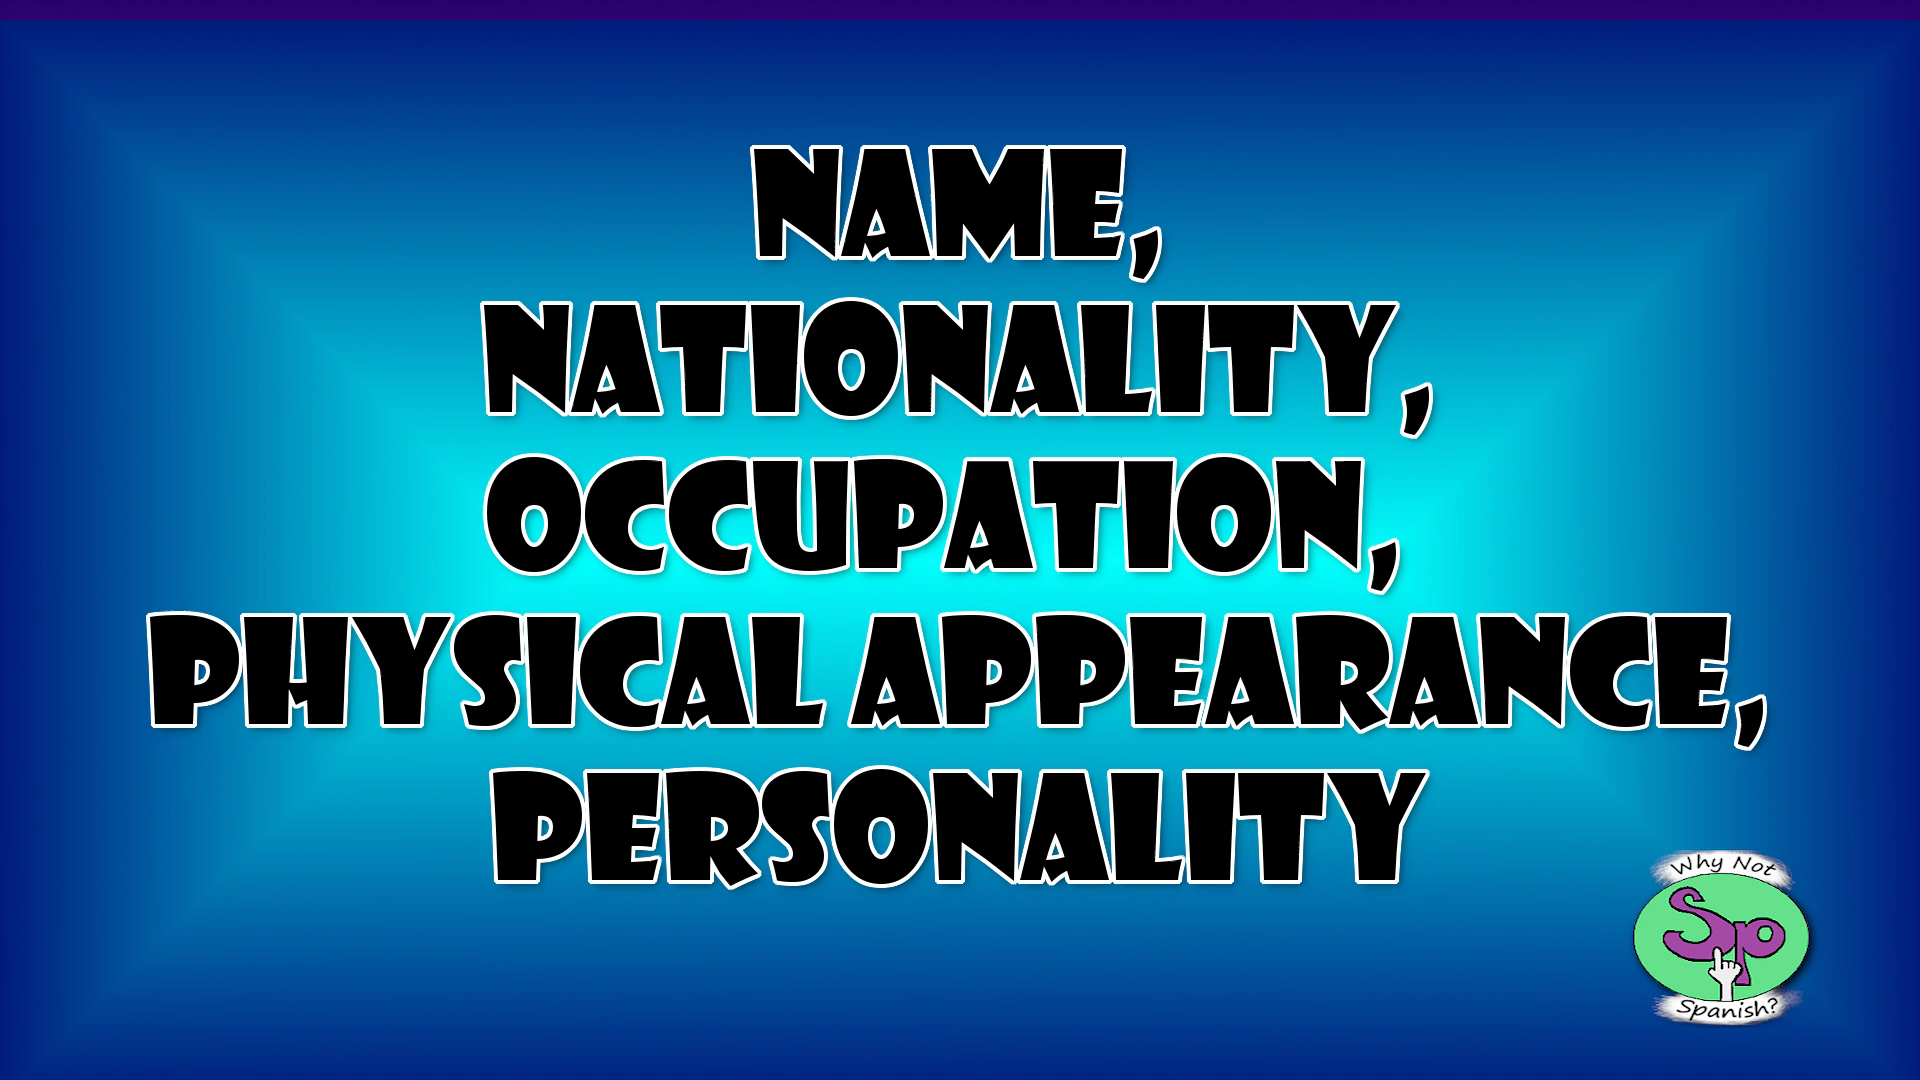 NAME,
NATIONALITY,
OCCUPATION,
PHYSICAL APPEARANCE,
PERSONALITY
Why Not
Sp
Spanish?